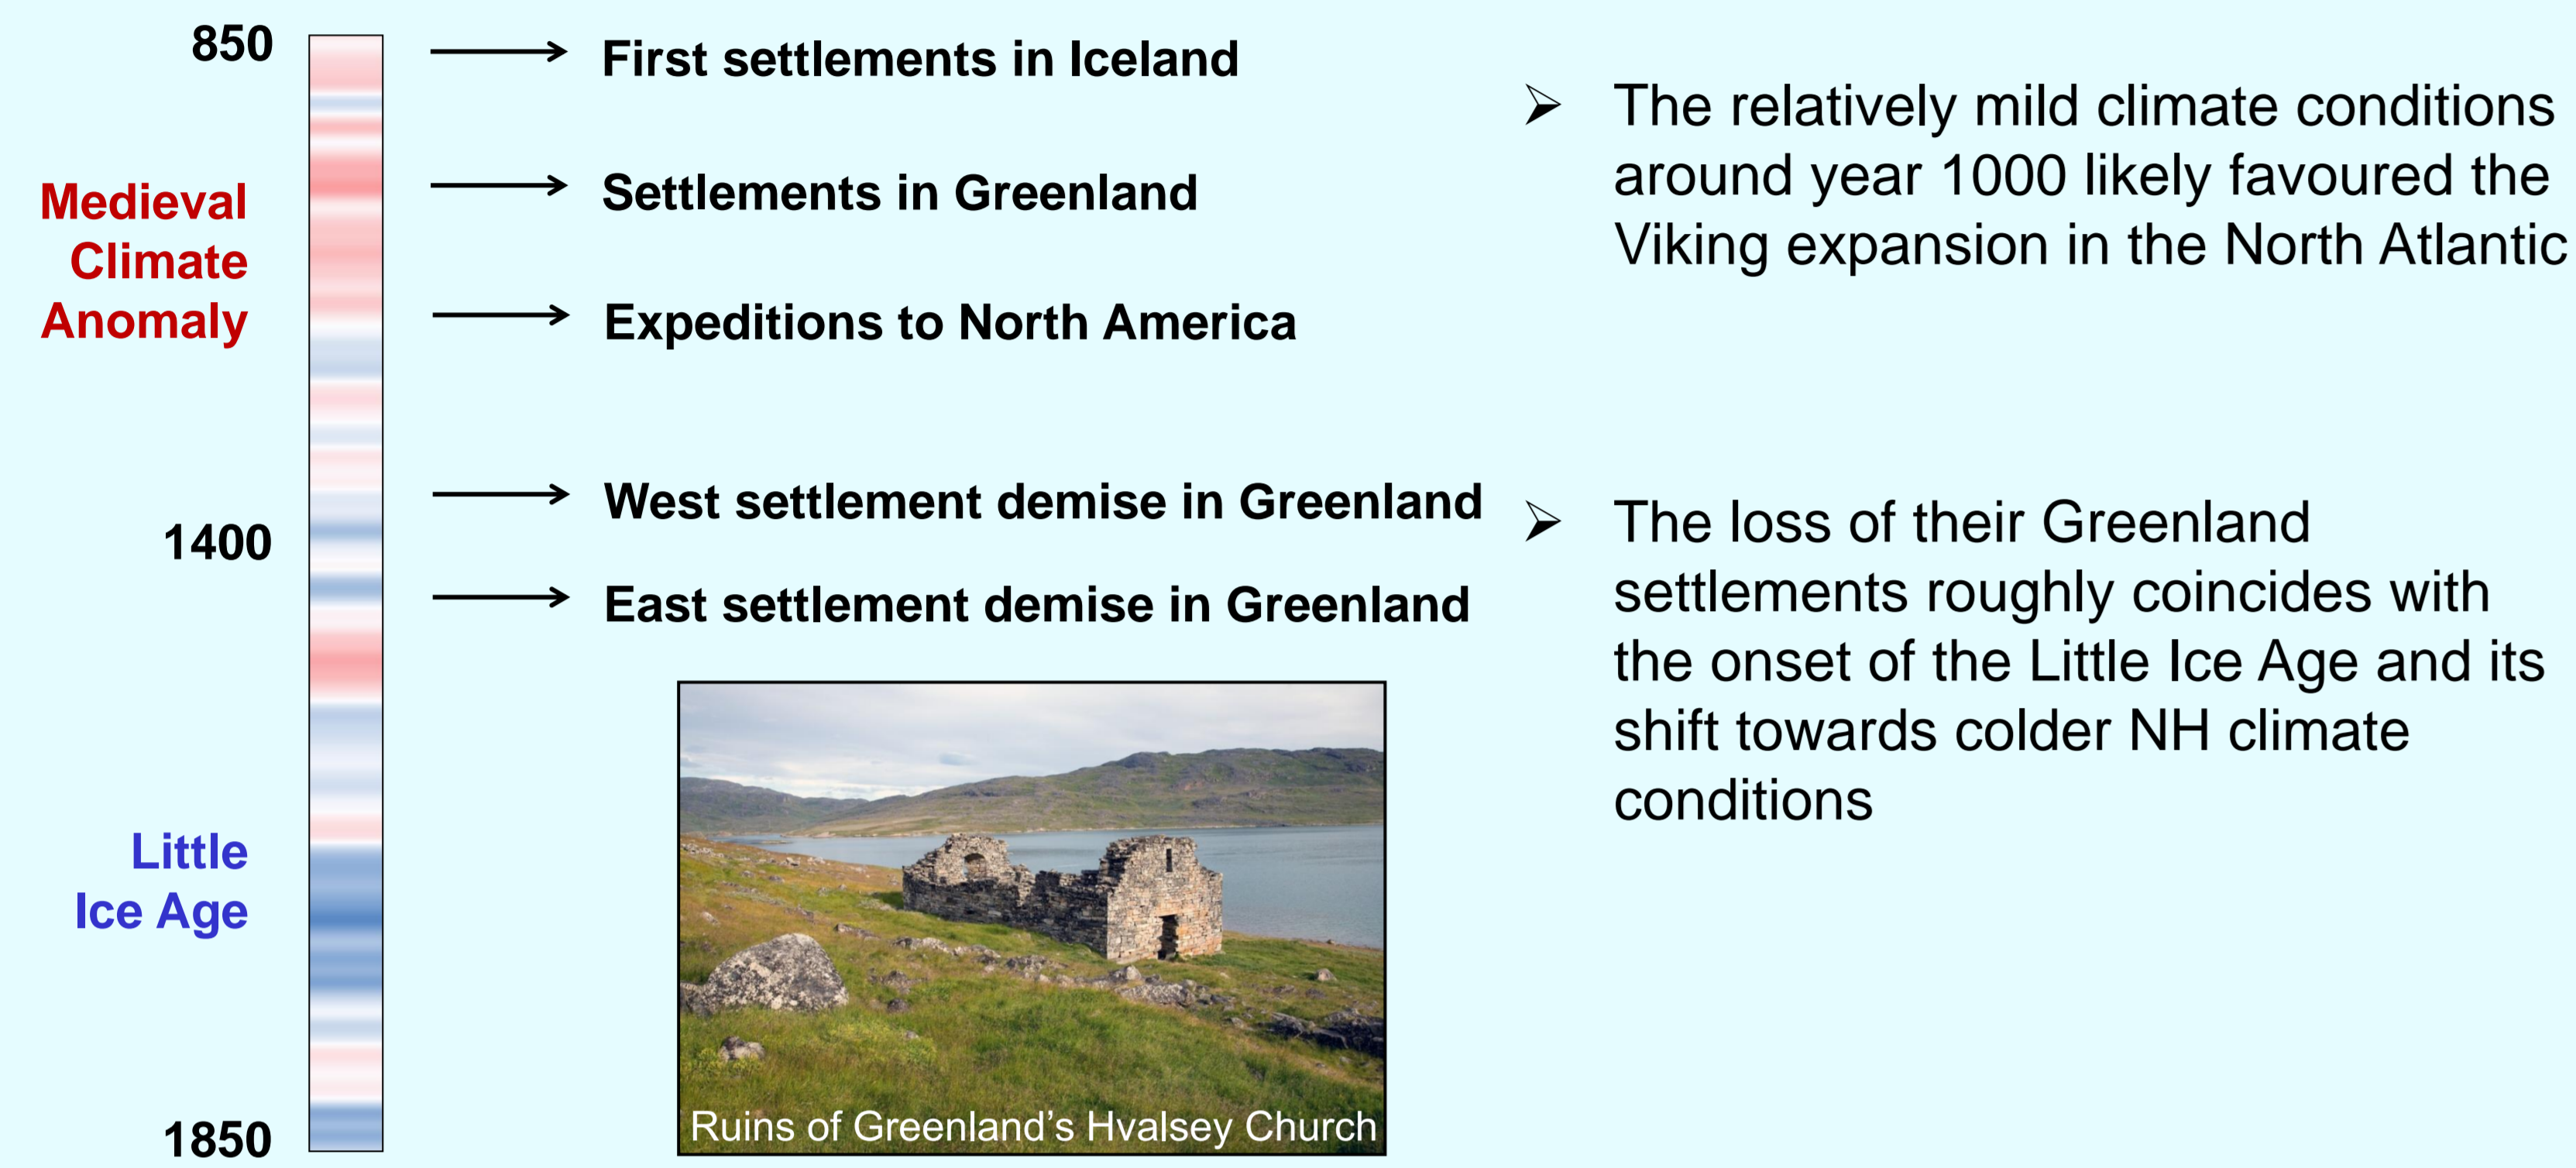 850
First settlements in Iceland
Medieval
Climate
Anomaly
Settlements in Greenland
Expeditions to North America
➢ The relatively mild climate conditions
around year 1000 likely favoured the
Viking expansion in the North Atlantic
1400
West settlement demise in Greenland
East settlement demise in Greenland
➢ The loss of their Greenland
settlements roughly coincides with
the onset of the Little Ice Age and its
shift towards colder NH climate
conditions
Little
Ice Age
1850
Ruins of Greenland’s Hvalsey Church